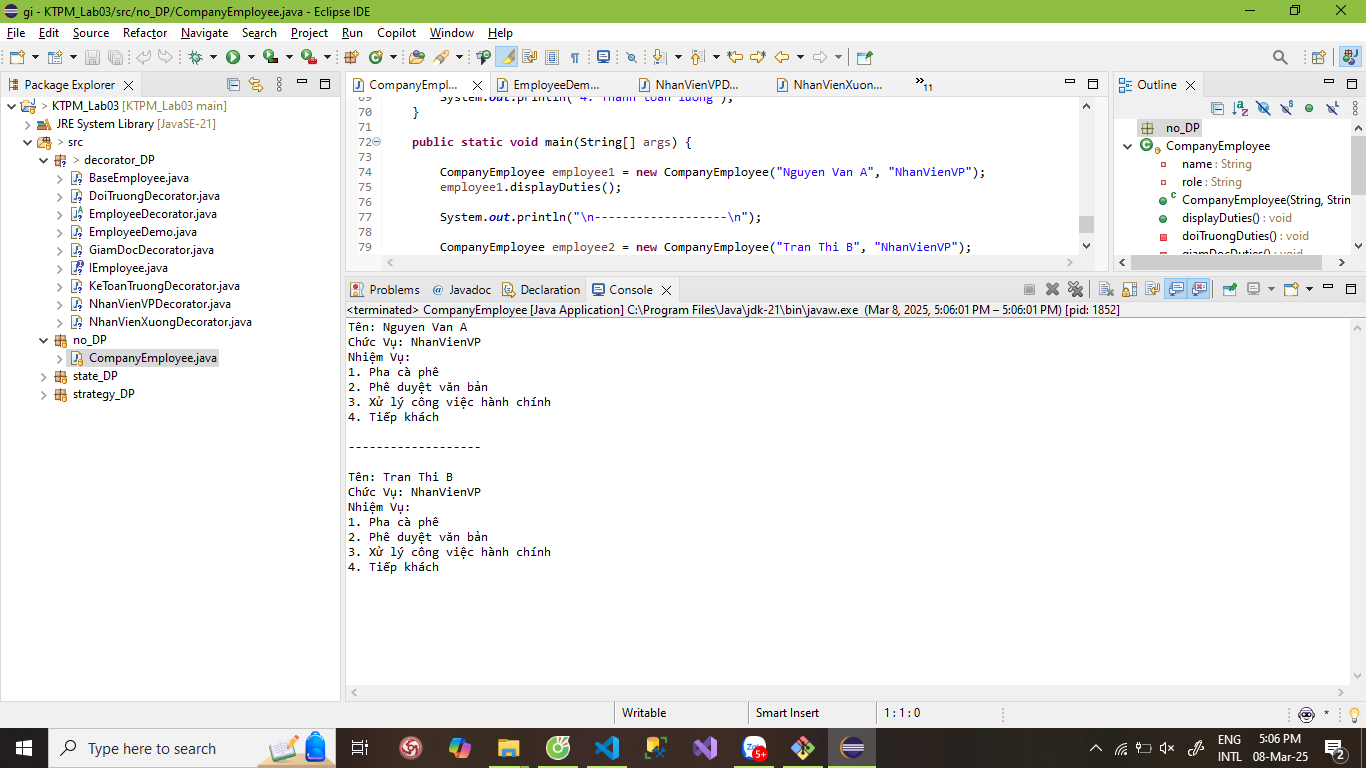 gi - KTPM_Lab03/src/no_DP/CompanyEmployee.java - Eclipse IDE
File Edit Source Refactor Navigate Search Project Run Copilot Window Help
Package Explorer
> KTPM_Lab03 [KTPM_Lab03 main]
JRE System Library [JavaSE-21]
> src
> decorator_DP
BaseEmployee.java
DoiTruongDecorator.java
EmployeeDecorator.java
EmployeeDemo.java
GiamDocDecorator.java
IEmployee.java
KeToanTruongDecorator.java
NhanVienVPDecorator.java
NhanVienXuongDecorator.java
no_DP
CompanyEmployee.java
state_DP
strategy_DP
CompanyEmpl... EmployeeDem... NhanVienVPD... NhanVienXuon... 11
69 System.out.println("4. Thanh toán lương");
70 }
71
72 public static void main(String[] args) {
73
74 CompanyEmployee employee1 = new CompanyEmployee("Nguyen Van A", "NhanVienVP");
75 employee1.displayDuties();
76
77 System.out.println("\n-------------------\n");
78
79 CompanyEmployee employee2 = new CompanyEmployee("Tran Thi B", "NhanVienVP");
Outline
no_DP
CompanyEmployee
name : String
role : String
CompanyEmployee(String, Strin
displayDuties() : void
doiTruongDuties() : void
giamDocDuties() : void
Problems Javadoc Declaration Console
<terminated> CompanyEmployee [Java Application] C:\Program Files\Java\jdk-21\bin\javaw.exe (Mar 8, 2025, 5:06:01 PM – 5:06:01 PM) [pid: 1852]
Tên: Nguyen Van A
Chức Vụ: NhanVienVP
Nhiệm Vụ:
1. Pha cà phê
2. Phê duyệt văn bản
3. Xử lý công việc hành chính
4. Tiếp khách
-------------------
Tên: Tran Thi B
Chức Vụ: NhanVienVP
Nhiệm Vụ:
1. Pha cà phê
2. Phê duyệt văn bản
3. Xử lý công việc hành chính
4. Tiếp khách
Writable Smart Insert 1 : 1 : 0
Type here to search
Zalo 5+
ENG
INTL
5:06 PM
08-Mar-25
2